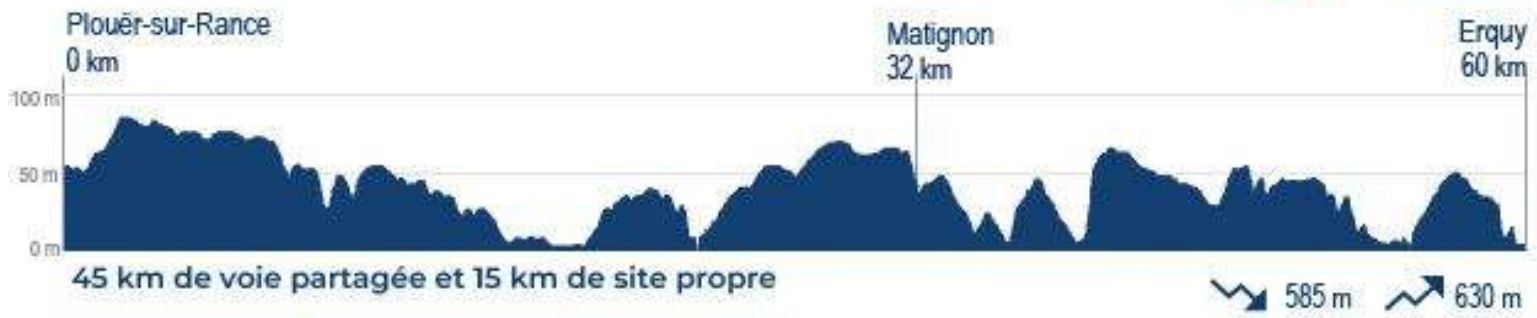 Plouër-sur-Rance
0 km
Matignon
32 km
Erquy
60 km
100 m
50 m
0 m
45 km de voie partagée et 15 km de site propre
585 m
630 m